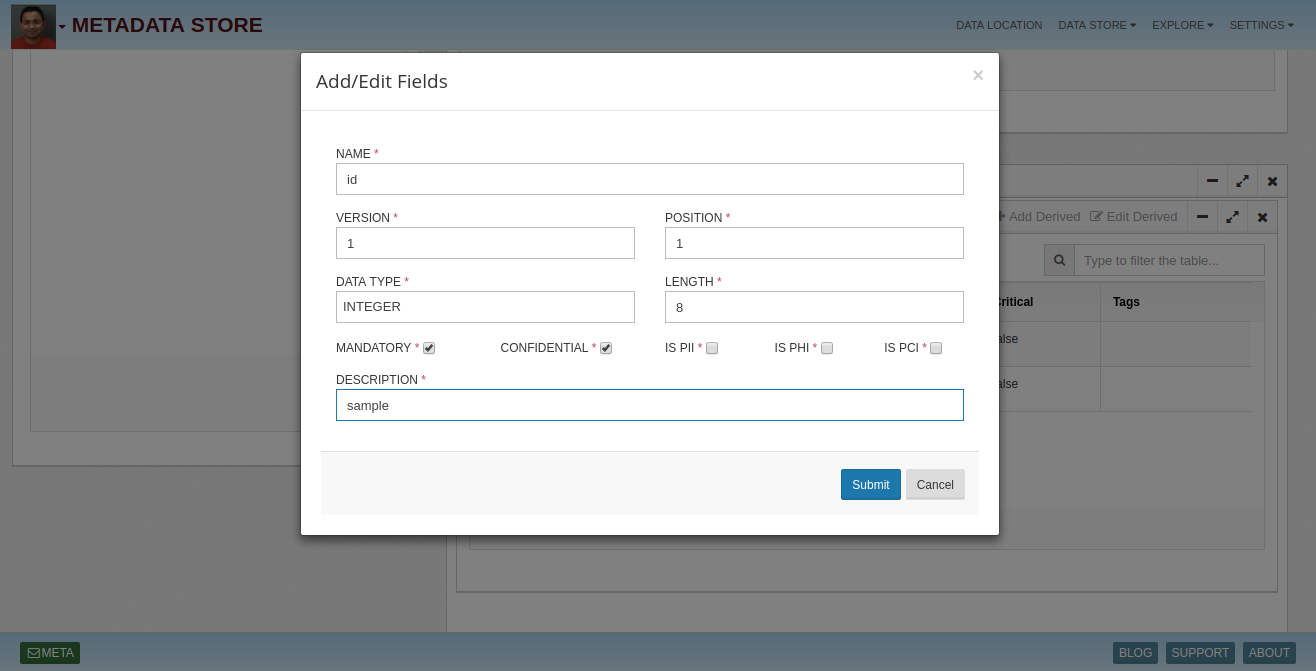 METADATA STORE
DATA LOCATION DATA STORE EXPLORE SETTINGS
Add/Edit Fields ×
NAME *
id
VERSION * POSITION *
1 1
DATA TYPE * LENGTH *
INTEGER 8
MANDATORY * CONFIDENTIAL * IS PII * IS PHI * IS PCI *
DESCRIPTION *
sample
Submit Cancel
Add Derived Edit Derived
Type to filter the table...
ritical Tags
alse
alse
META
BLOG SUPPORT ABOUT